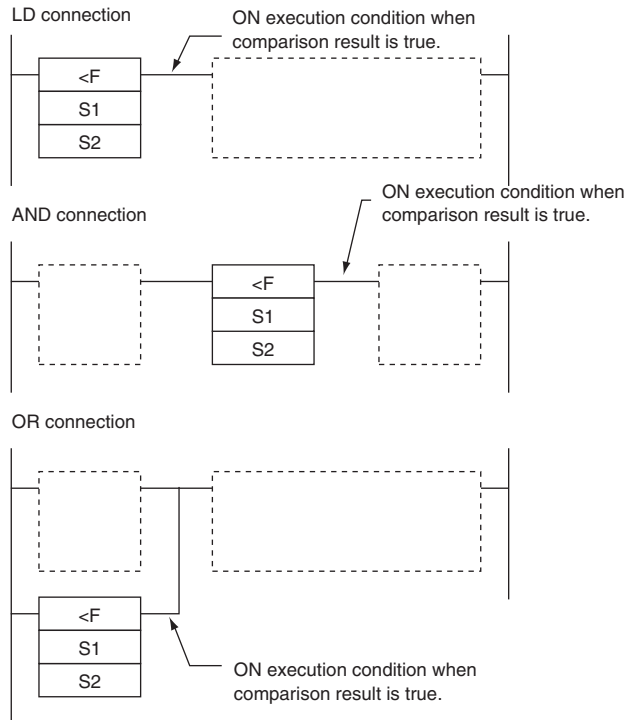 LD connection
ON execution condition when
comparison result is true.
<F
S1
S2
AND connection
ON execution condition when
comparison result is true.
<F
S1
S2
OR connection
<F
S1
S2
ON execution condition when
comparison result is true.